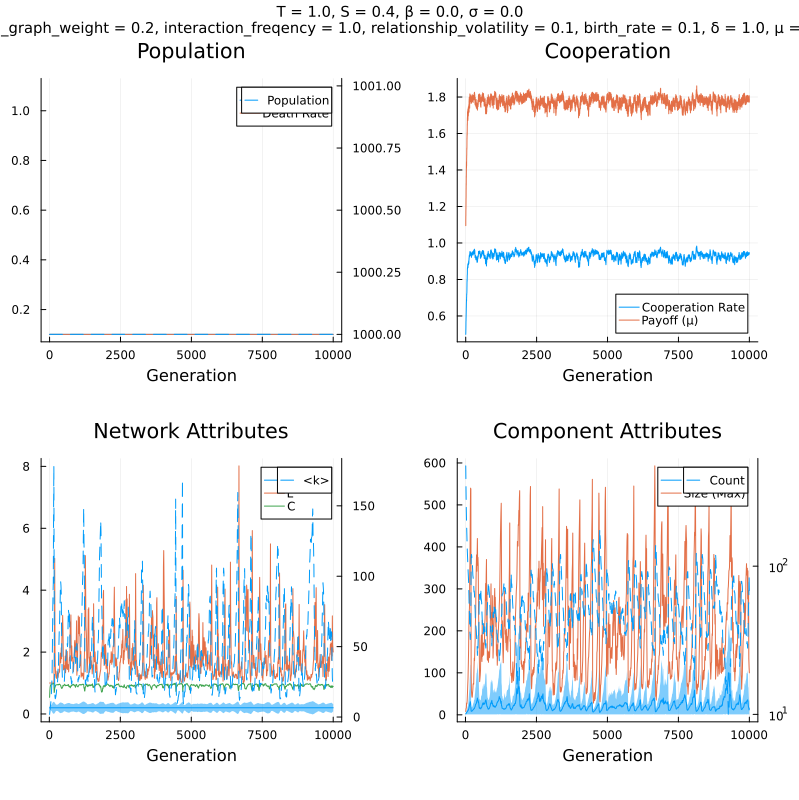 T = 1.0, S = 0.4, β = 0.0, σ = 0.0
_graph_weight = 0.2, interaction_freqency = 1.0, relationship_volatility = 0.1, birth_rate = 0.1, δ = 1.0, μ =
Population
1.0
0.8
0.6
0.4
0.2
1001.00
1000.75
1000.50
1000.25
1000.00
Population
Death Rate
0 2500 5000 7500 10000
Generation
Cooperation
1.8
1.6
1.4
1.2
1.0
0.8
0.6
Cooperation Rate
Payoff (μ)
0 2500 5000 7500 10000
Generation
Network Attributes
8
6
4
2
0
150
100
50
0
<k>
C
0 2500 5000 7500 10000
Generation
Component Attributes
600
500
400
300
200
100
0
10²
10¹
Count
Size (Max)
0 2500 5000 7500 10000
Generation